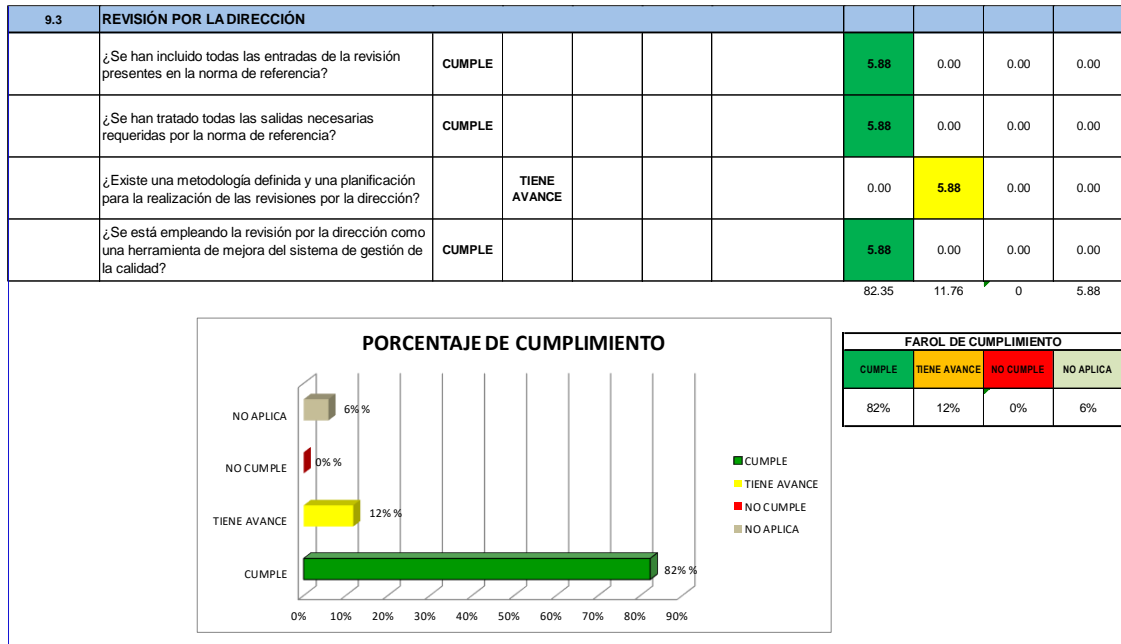 9.3 REVISIÓN POR LA DIRECCIÓN
¿Se han incluido todas las entradas de la revisión
presentes en la norma de referencia?
CUMPLE
5.88 0.00 0.00 0.00
¿Se han tratado todas las salidas necesarias
requeridas por la norma de referencia?
CUMPLE
5.88 0.00 0.00 0.00
¿Existe una metodología definida y una planificación
para la realización de las revisiones por la dirección?
TIENE
AVANCE
0.00 5.88 0.00 0.00
¿Se está empleando la revisión por la dirección como
una herramienta de mejora del sistema de gestión de
la calidad?
CUMPLE
5.88 0.00 0.00 0.00
82.35 11.76 0 5.88
PORCENTAJE DE CUMPLIMIENTO
NO APLICA 6% %
NO CUMPLE 0% %
TIENE AVANCE 12% %
CUMPLE 82% %
0% 10% 20% 30% 40% 50% 60% 70% 80% 90%
CUMPLE
TIENE AVANCE
NO CUMPLE
NO APLICA
FAROL DE CUMPLIMIENTO
CUMPLE TIENE AVANCE NO CUMPLE NO APLICA
82% 12% 0% 6%